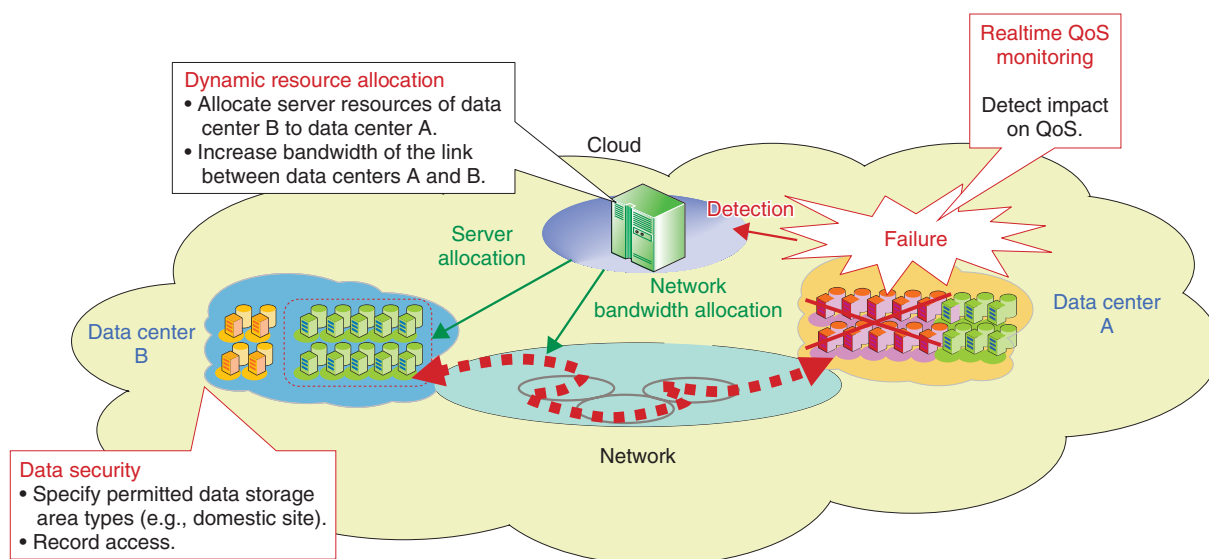 Realtime QoS
monitoring
Detect impact
on QoS.
Dynamic resource allocation
• Allocate server resources of data
center B to data center A.
• Increase bandwidth of the link
between data centers A and B.
Cloud
Detection
Failure
Server
allocation
Network
bandwidth allocation
Data center
A
Data center
B
Network
Data security
• Specify permitted data storage
area types (e.g., domestic site).
• Record access.